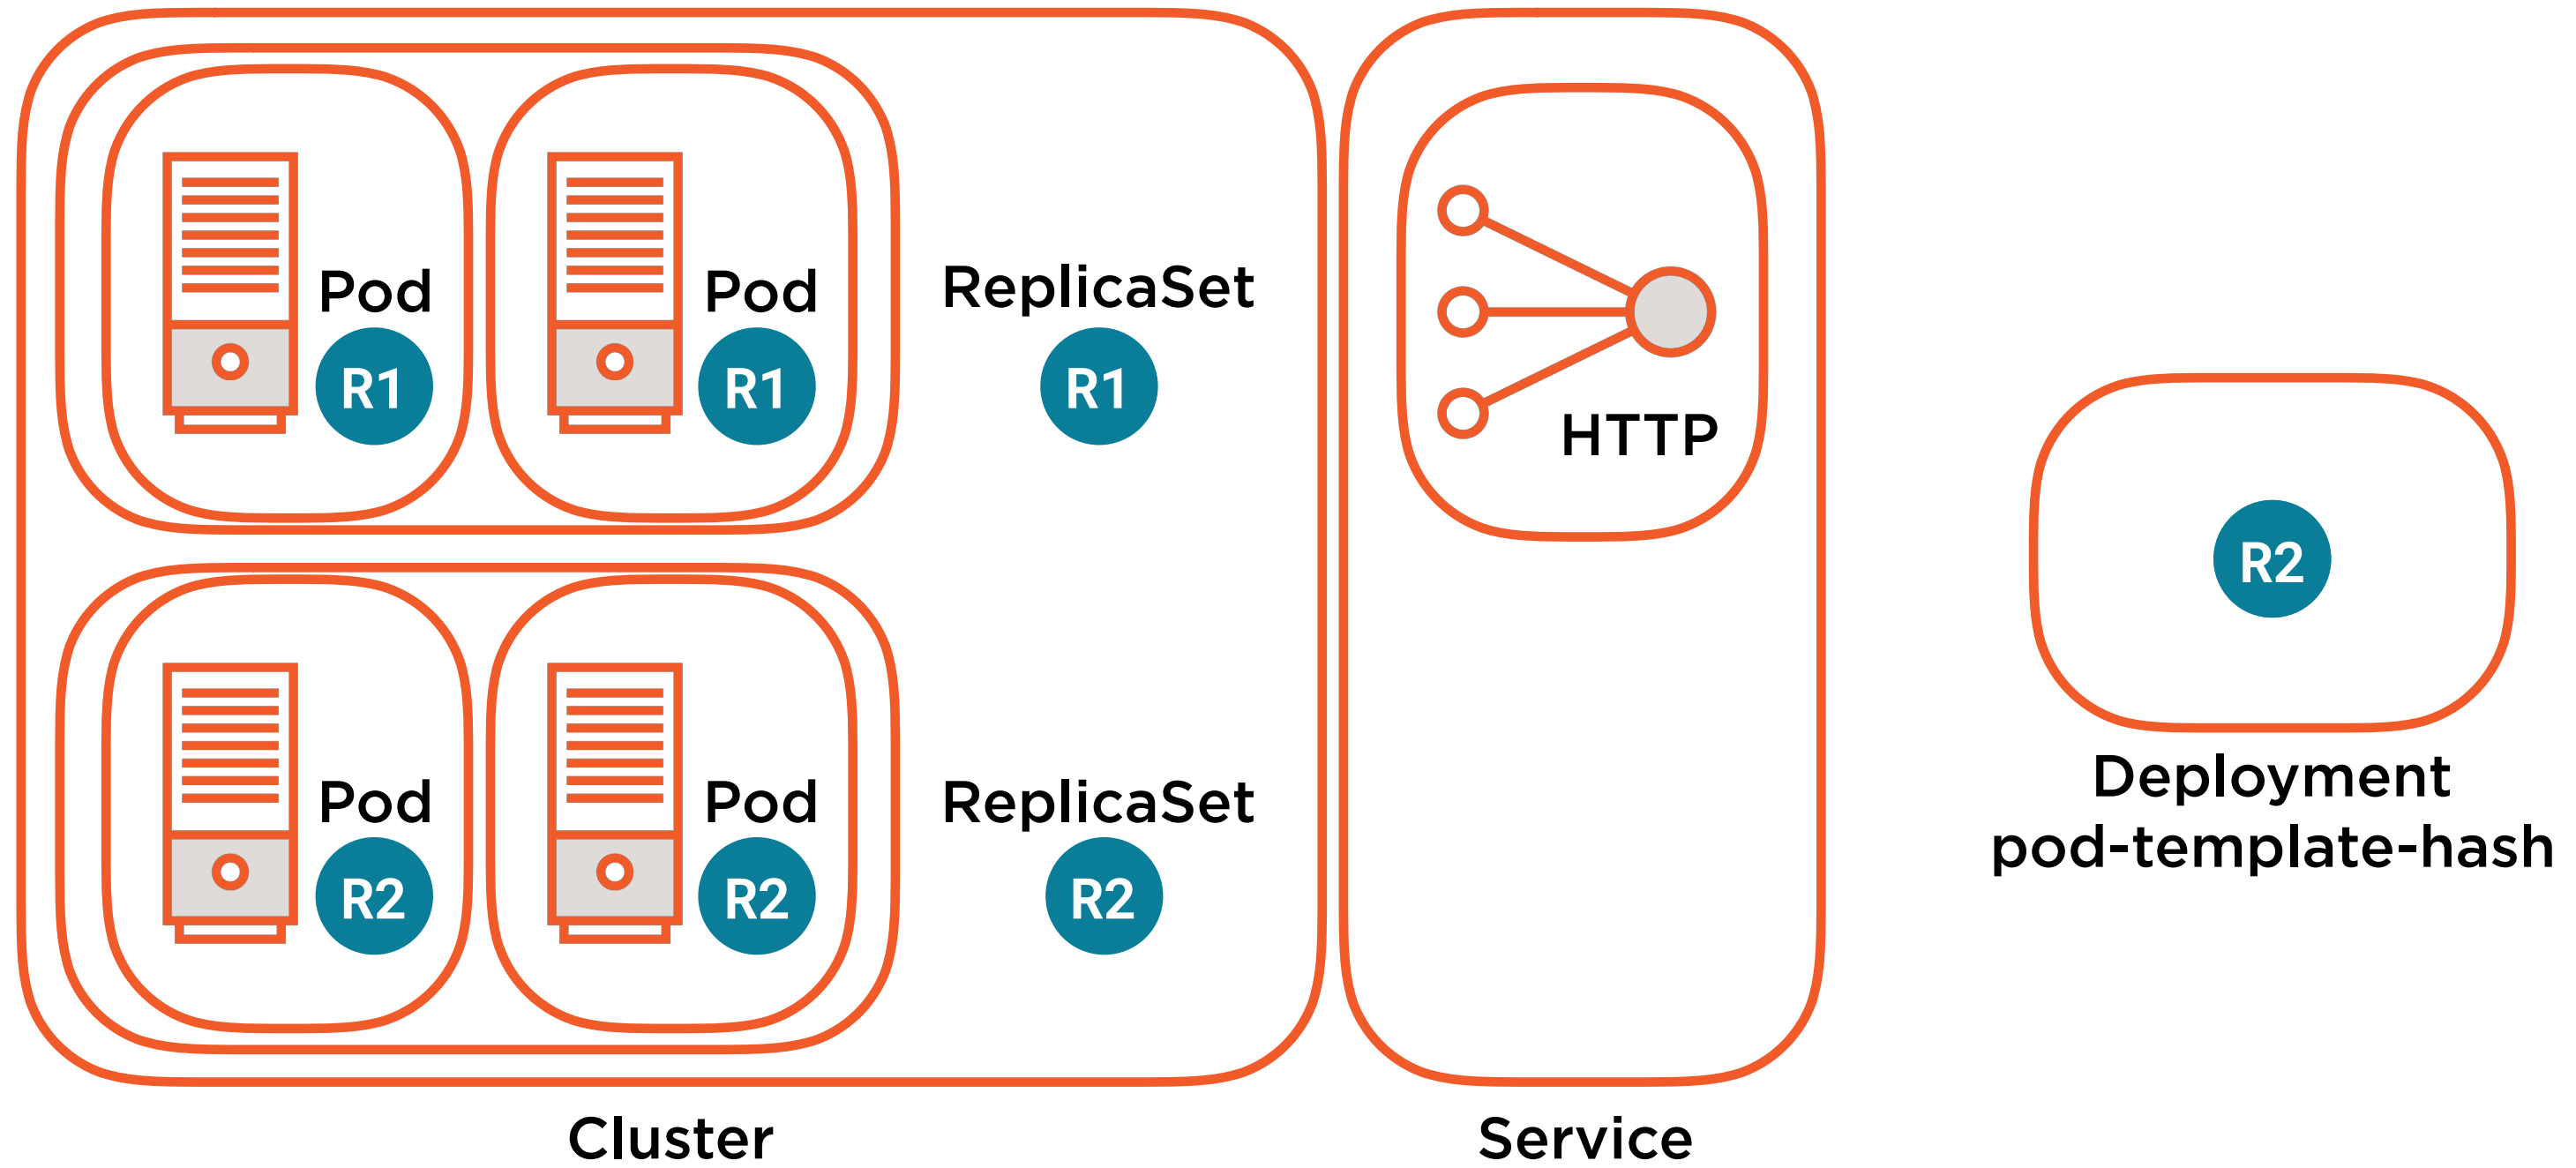 Pod
R1
Pod
R1
ReplicaSet
R1
HTTP
Pod
R2
Pod
R2
ReplicaSet
R2
R2
Deployment
pod-template-hash
Cluster
Service